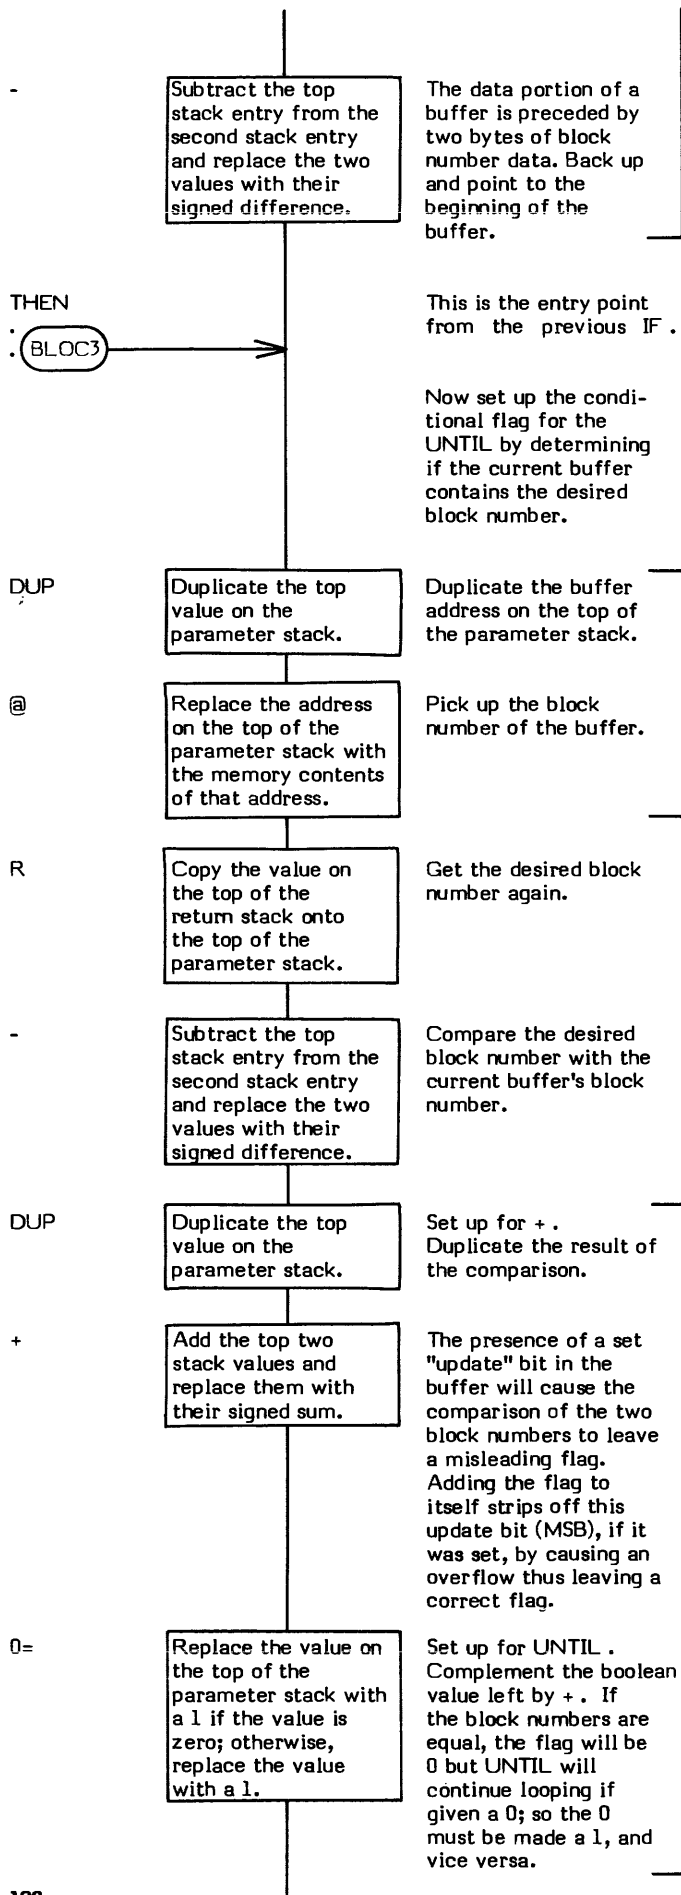 -
Subtract the top
stack entry from the
second stack entry
and replace the two
values with their
signed difference.
The data portion of a
buffer is preceded by
two bytes of block
number data. Back up
and point to the
beginning of the
buffer.
THEN
This is the entry point
from the previous IF .
: BLOC3
Now set up the condi-
tional flag for the
UNTIL by determining
if the current buffer
contains the desired
block number.
DUP
Duplicate the top
value on the
parameter stack.
Duplicate the buffer
address on the top of
the parameter stack.
@
Replace the address
on the top of the
parameter stack with
the memory contents
of that address.
Pick up the block
number of the buffer.
R
Copy the value on
the top of the
return stack onto
the top of the
parameter stack.
Get the desired block
number again.
-
Subtract the top
stack entry from the
second stack entry
and replace the two
values with their
signed difference.
Compare the desired
block number with the
current buffer's block
number.
DUP
Duplicate the top
value on the
parameter stack.
Set up for + .
Duplicate the result of
the comparison.
+
Add the top two
stack values and
replace them with
their signed sum.
The presence of a set
"update" bit in the
buffer will cause the
comparison of the two
block numbers to leave
a misleading flag.
Adding the flag to
itself strips off this
update bit (MSB), if it
was set, by causing an
overflow thus leaving a
correct flag.
0=
Replace the value on
the top of the
parameter stack with
a 1 if the value is
zero; otherwise,
replace the value
with a 1.
Set up for UNTIL .
Complement the boolean
value left by + . If
the block numbers are
equal, the flag will be
0 but UNTIL will
continue looping if
given a 0; so the 0
must be made a 1, and
vice versa.